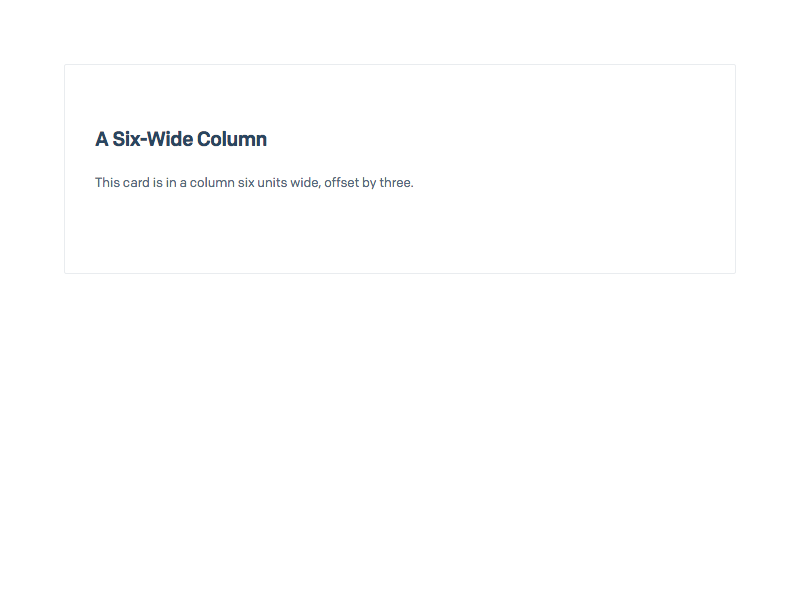 A Six-Wide Column
This card is in a column six units wide, offset by three.